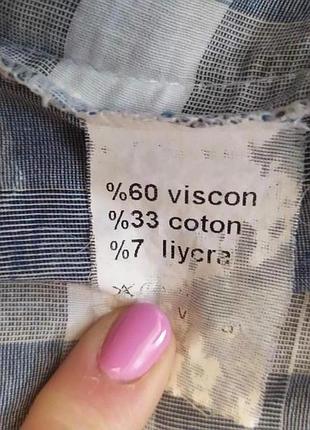 %60 viscon
%33 coton
%7 liycra